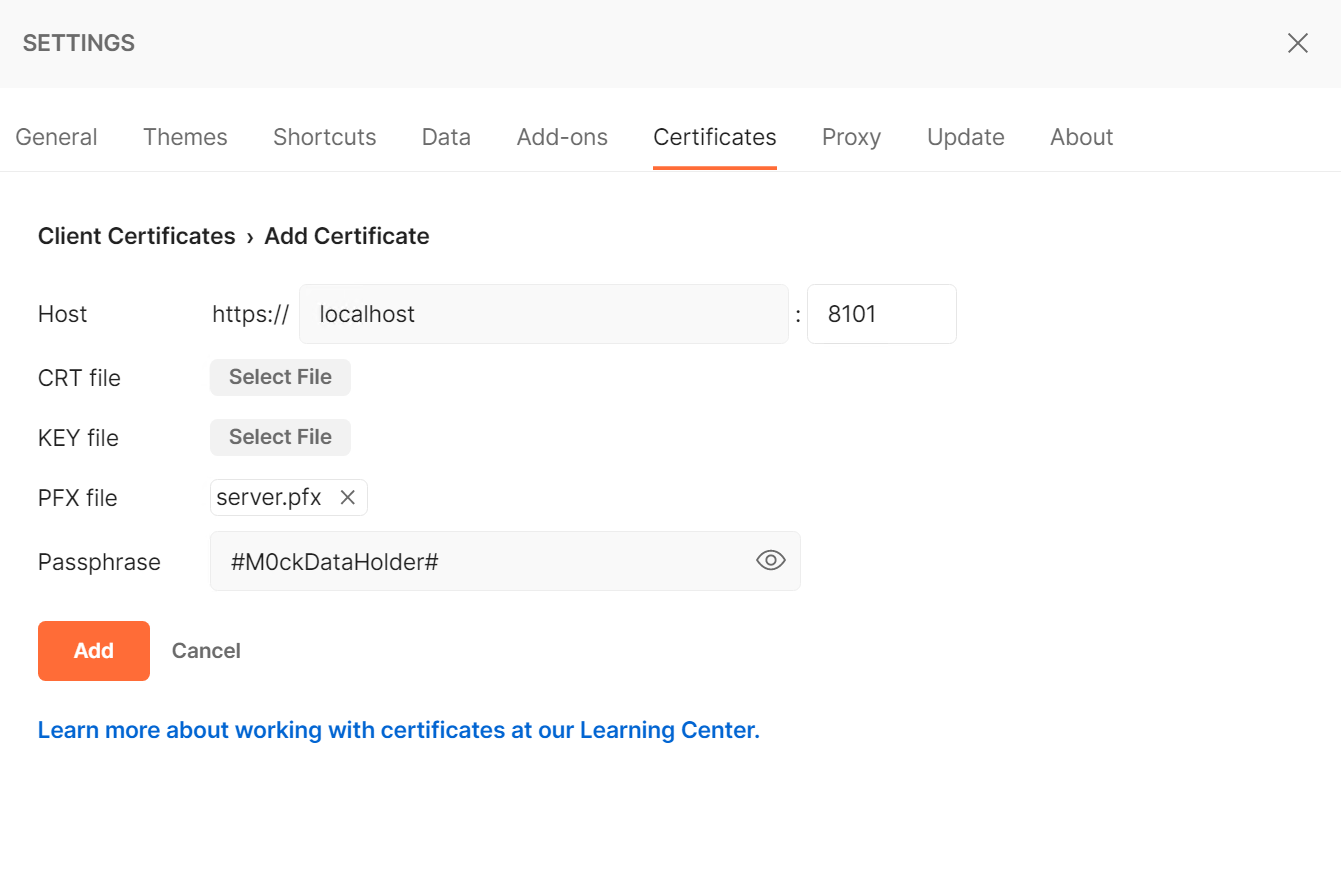 SETTINGS
General Themes Shortcuts Data Add-ons Certificates Proxy Update About
Client Certificates › Add Certificate
Host https:// localhost : 8101
CRT file Select File
KEY file Select File
PFX file server.pfx
Passphrase #M0ckDataHolder#
Add Cancel
Learn more about working with certificates at our Learning Center.